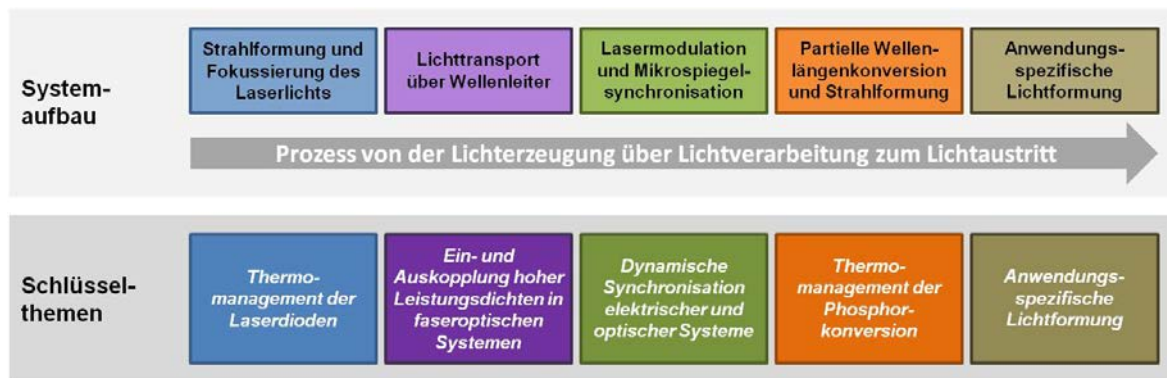 System-
aufbau
Strahlformung und
Fokussierung des
Laserlichts
Lichttransport
über Wellenleiter
Lasermodulation
und Mikrospiegel-
synchronisation
Partielle Wellen-
längenkonversion
und Strahlformung
Anwendungs-
spezifische
Lichtformung
Prozess von der Lichterzeugung über Lichtverarbeitung zum Lichtaustritt
Schlüssel-
themen
Thermo-
management der
Laserdioden
Ein- und
Auskopplung hoher
Leistungsdichten in
faseroptischen
Systemen
Dynamische
Synchronisation
elektrischer und
optischer Systeme
Thermo-
management der
Phosphor-
konversion
Anwendungs-
spezifische
Lichtformung